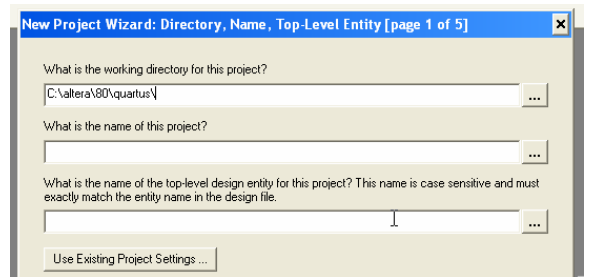 New Project Wizard: Directory, Name, Top-Level Entity [page 1 of 5]
What is the working directory for this project?
C:\altera\80\quartus\
...
What is the name of this project?
...
What is the name of the top-level design entity for this project? This name is case sensitive and must
exactly match the entity name in the design file.
...
Use Existing Project Settings ...